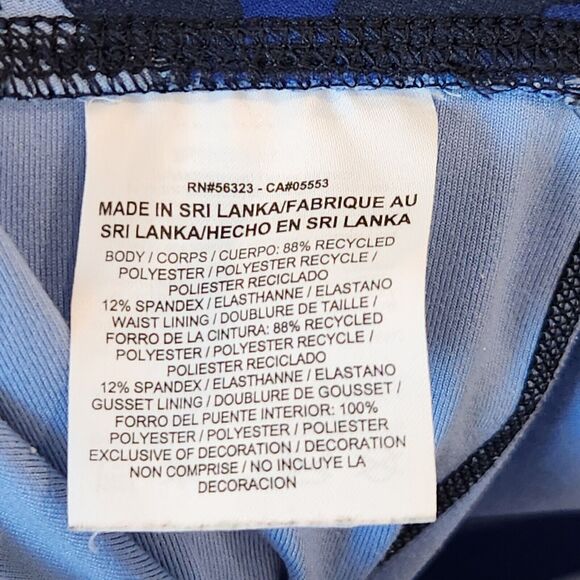 RN#56323 - CA#05553
MADE IN SRI LANKA/FABRIQUE AU
SRI LANKA/HECHO EN SRI LANKA
BODY / CORPS / CUERPO: 88% RECYCLED
POLYESTER / POLYESTER RECYCLE /
POLIESTER RECICLADO
12% SPANDEX / ELASTHANNE / ELASTANO
WAIST LINING / DOUBLURE DE TAILLE /
FORRO DE LA CINTURA: 88% RECYCLED
POLYESTER / POLYESTER RECYCLE /
POLIESTER RECICLADO
12% SPANDEX / ELASTHANNE / ELASTANO
GUSSET LINING / DOUBLURE DE GOUSSET /
FORRO DEL PUENTE INTERIOR: 100%
POLYESTER / POLYESTER / POLIESTER
EXCLUSIVE OF DECORATION / DECORATION
NON COMPRISE / NO INCLUYE LA
DECORACION